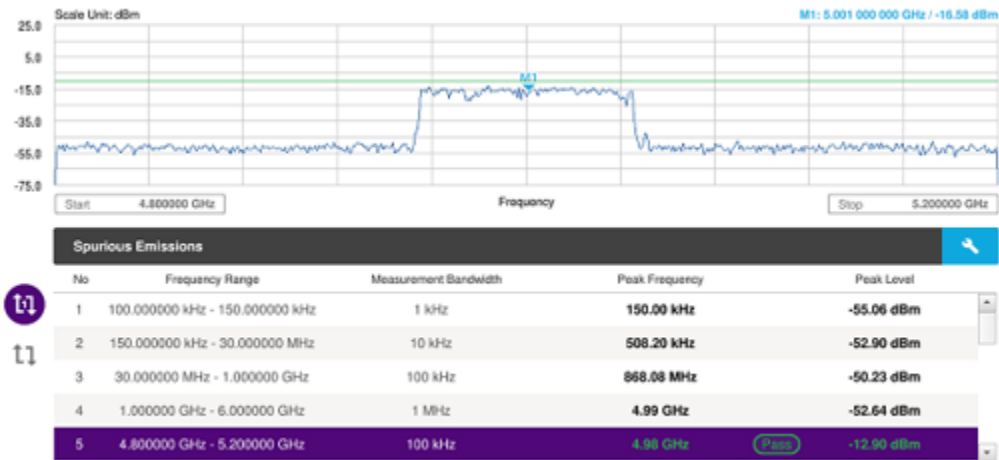 Scale Unit: dBm M1: 5.001 000 000 GHz / -16.58 dBm
25.0
5.0
-15.0
-35.0
-55.0
-75.0
M1
Start 4.800000 GHz Frequency Stop 5.200000 GHz
Spurious Emissions
No Frequency Range Measurement Bandwidth Peak Frequency Peak Level
1 100.000000 kHz - 150.000000 kHz 1 kHz 150.00 kHz -55.06 dBm
2 150.000000 kHz - 30.000000 MHz 10 kHz 508.20 kHz -52.90 dBm
3 30.000000 MHz - 1.000000 GHz 100 kHz 868.08 MHz -50.23 dBm
4 1.000000 GHz - 6.000000 GHz 1 MHz 4.99 GHz -52.64 dBm
5 4.800000 GHz - 5.200000 GHz 100 kHz 4.98 GHz Pass -12.90 dBm